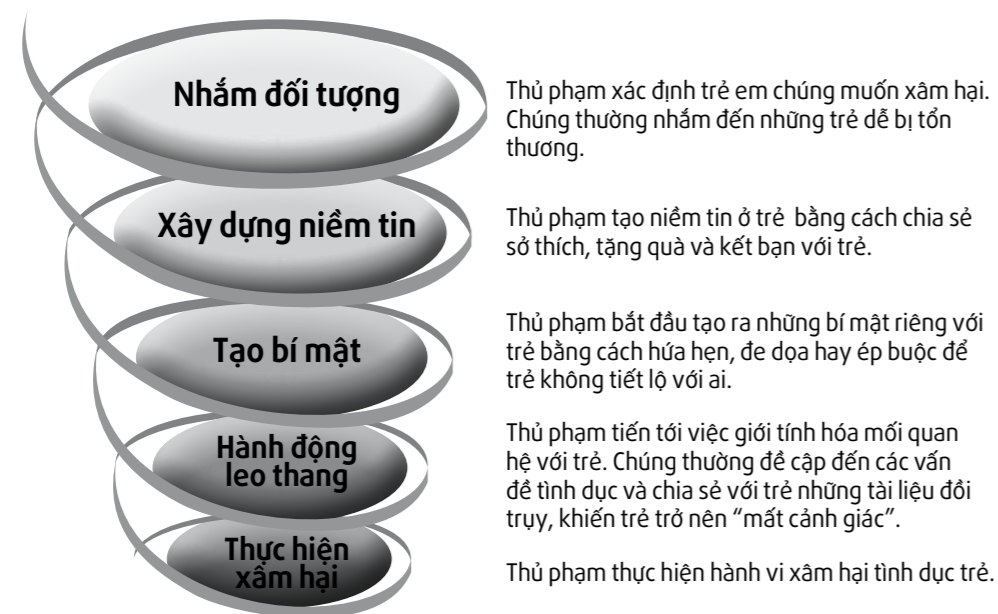 Nhắm đối tượng
Thủ phạm xác định trẻ em chúng muốn xâm hại.
Chúng thường nhắm đến những trẻ dễ bị tổn
thương.
Xây dựng niềm tin
Thủ phạm tạo niềm tin ở trẻ bằng cách chia sẻ
sở thích, tặng quà và kết bạn với trẻ.
Tạo bí mật
Thủ phạm bắt đầu tạo ra những bí mật riêng với
trẻ bằng cách hứa hẹn, đe dọa hay ép buộc để
trẻ không tiết lộ với ai.
Hành động
leo thang
Thủ phạm tiến tới việc giới tính hóa mối quan
hệ với trẻ. Chúng thường đề cập đến các vấn
đề tình dục và chia sẻ với trẻ những tài liệu đồi
trụy, khiến trẻ trở nên “mất cảnh giác”.
Thực hiện
xâm hại
Thủ phạm thực hiện hành vi xâm hại tình dục trẻ.